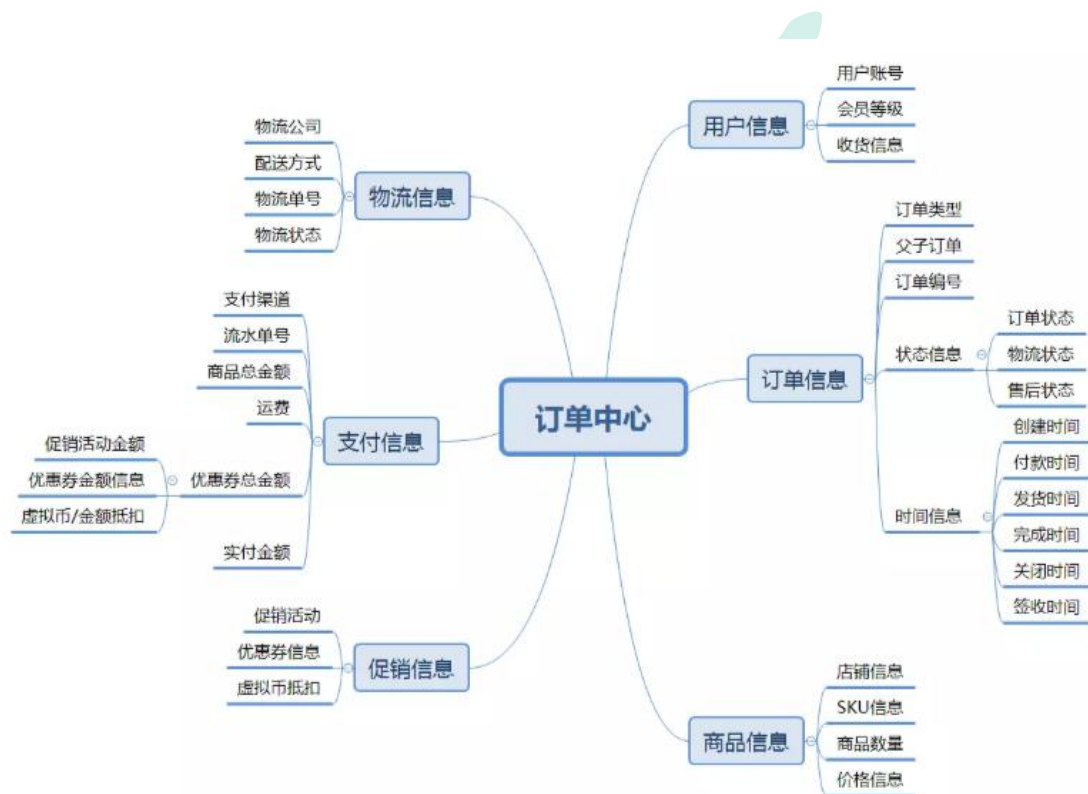 订单中心
用户信息
用户账号
会员等级
收货信息
订单信息
订单类型
父子订单
订单编号
状态信息
订单状态
物流状态
售后状态
时间信息
创建时间
付款时间
发货时间
完成时间
关闭时间
签收时间
商品信息
店铺信息
SKU信息
商品数量
价格信息
物流信息
物流公司
配送方式
物流单号
物流状态
支付信息
支付渠道
流水单号
商品总金额
运费
优惠券总金额
促销活动金额
优惠券金额信息
虚拟币/金额抵扣
实付金额
促销信息
促销活动
优惠券信息
虚拟币抵扣